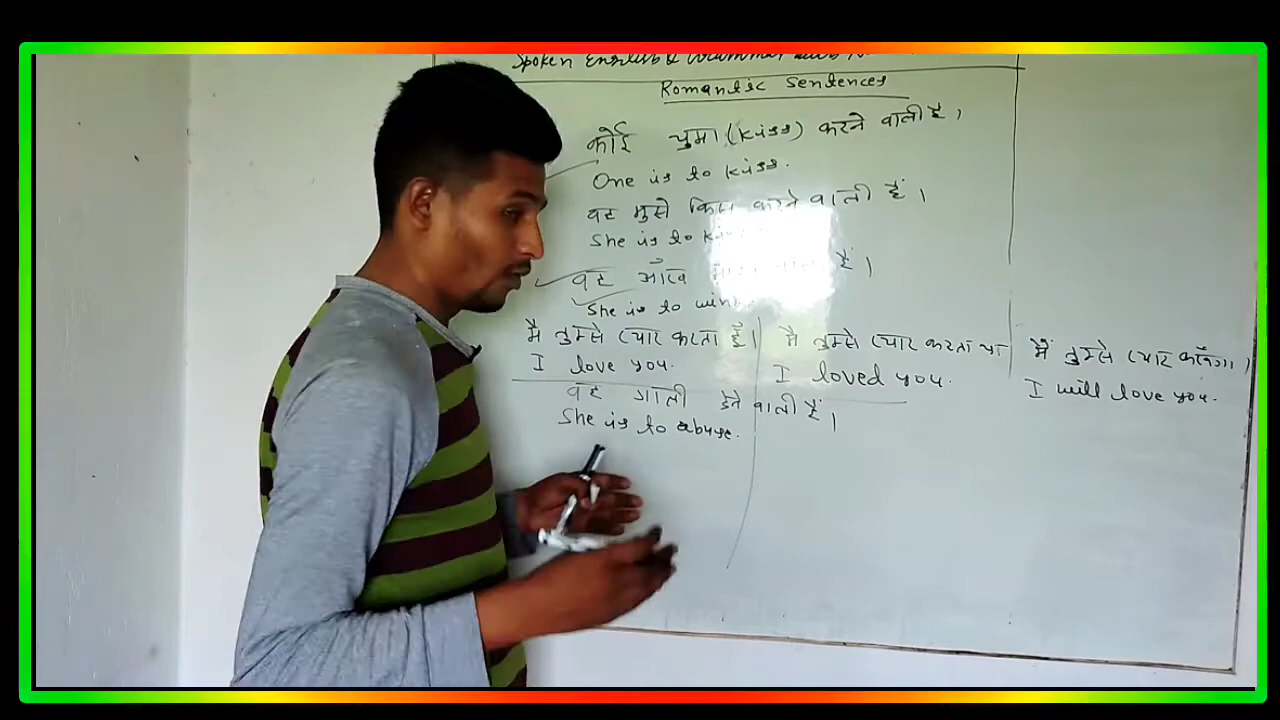 Spoken English &
Romantic Sentences
कोई चुमा (kiss) करने वाली है।
One is to kiss.
वह मुझे किस करने वाली हैं।
She is to
वह आँख हैं।
She is to wink.
मै तुमसे प्यार करता हूँ।
I love you.
मै तुमसे प्यार करता था
I loved you.
मैं तुमसे प्यार करूँगा।
I will love you.
वह गाली देने वाली हैं।
She is to abuse.